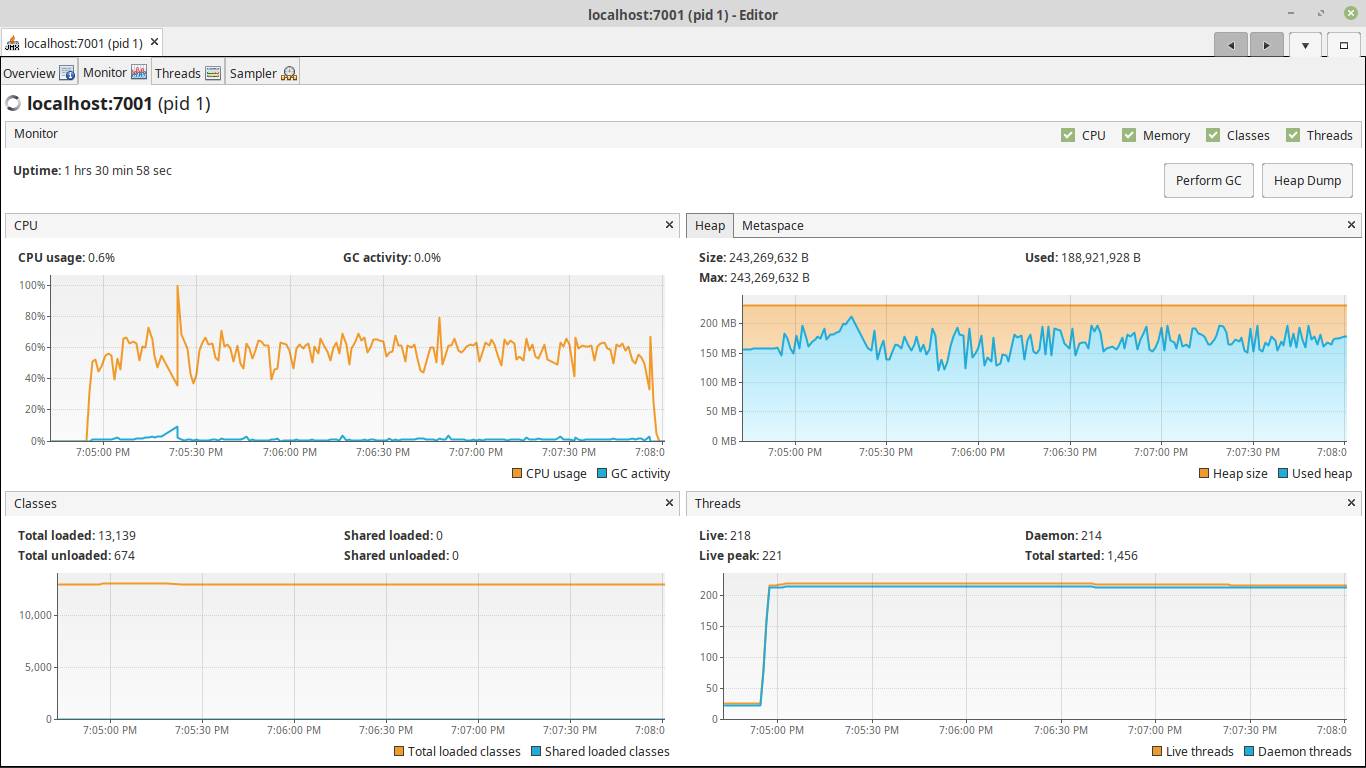 localhost:7001 (pid 1) - Editor
JMX localhost:7001 (pid 1)
Overview Monitor Threads Sampler
localhost:7001 (pid 1)
Monitor CPU Memory Classes Threads
Uptime: 1 hrs 30 min 58 sec
Perform GC Heap Dump
CPU
CPU usage: 0.6% GC activity: 0.0%
100%
80%
60%
40%
20%
0%
7:05:00 PM 7:05:30 PM 7:06:00 PM 7:06:30 PM 7:07:00 PM 7:07:30 PM 7:08:0
CPU usage GC activity
Heap Metaspace
Size: 243,269,632 B Used: 188,921,928 B
Max: 243,269,632 B
200 MB
150 MB
100 MB
50 MB
0 MB
7:05:00 PM 7:05:30 PM 7:06:00 PM 7:06:30 PM 7:07:00 PM 7:07:30 PM 7:08:0
Heap size Used heap
Classes
Total loaded: 13,139 Shared loaded: 0
Total unloaded: 674 Shared unloaded: 0
10,000
5,000
0
7:05:00 PM 7:05:30 PM 7:06:00 PM 7:06:30 PM 7:07:00 PM 7:07:30 PM 7:08:0
Total loaded classes Shared loaded classes
Threads
Live: 218 Daemon: 214
Live peak: 221 Total started: 1,456
200
150
100
50
0
7:05:00 PM 7:05:30 PM 7:06:00 PM 7:06:30 PM 7:07:00 PM 7:07:30 PM 7:08:0
Live threads Daemon threads